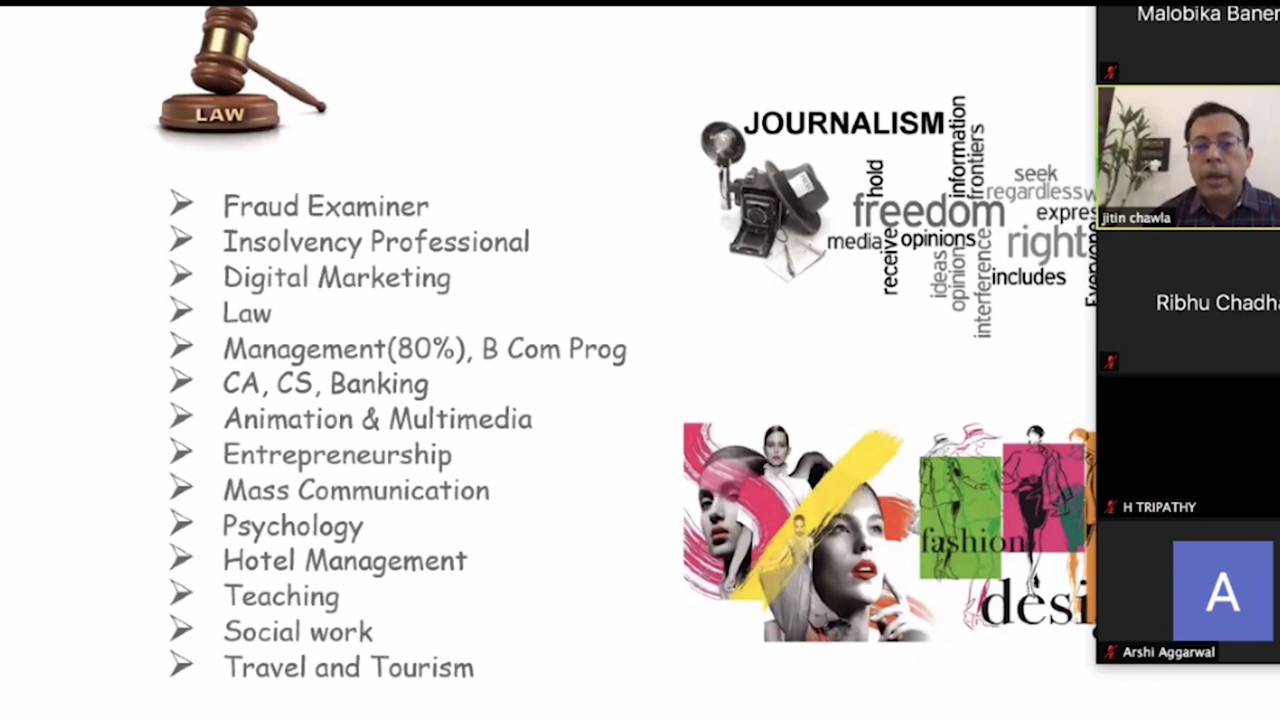 LAW
Fraud Examiner
Insolvency Professional
Digital Marketing
Law
Management(80%), B Com Prog
CA, CS, Banking
Animation & Multimedia
Entrepreneurship
Mass Communication
Psychology
Hotel Management
Teaching
Social work
Travel and Tourism
JOURNALISM
information
frontiers
hold
seek
regardless
freedom
expres
media
opinions
right
receive
ideas
opinion
interference
includes
Everyone
fashion
desi
Malobika Baner
jitin chawla
Ribhu Chadha
H TRIPATHY
A
Arshi Aggarwal